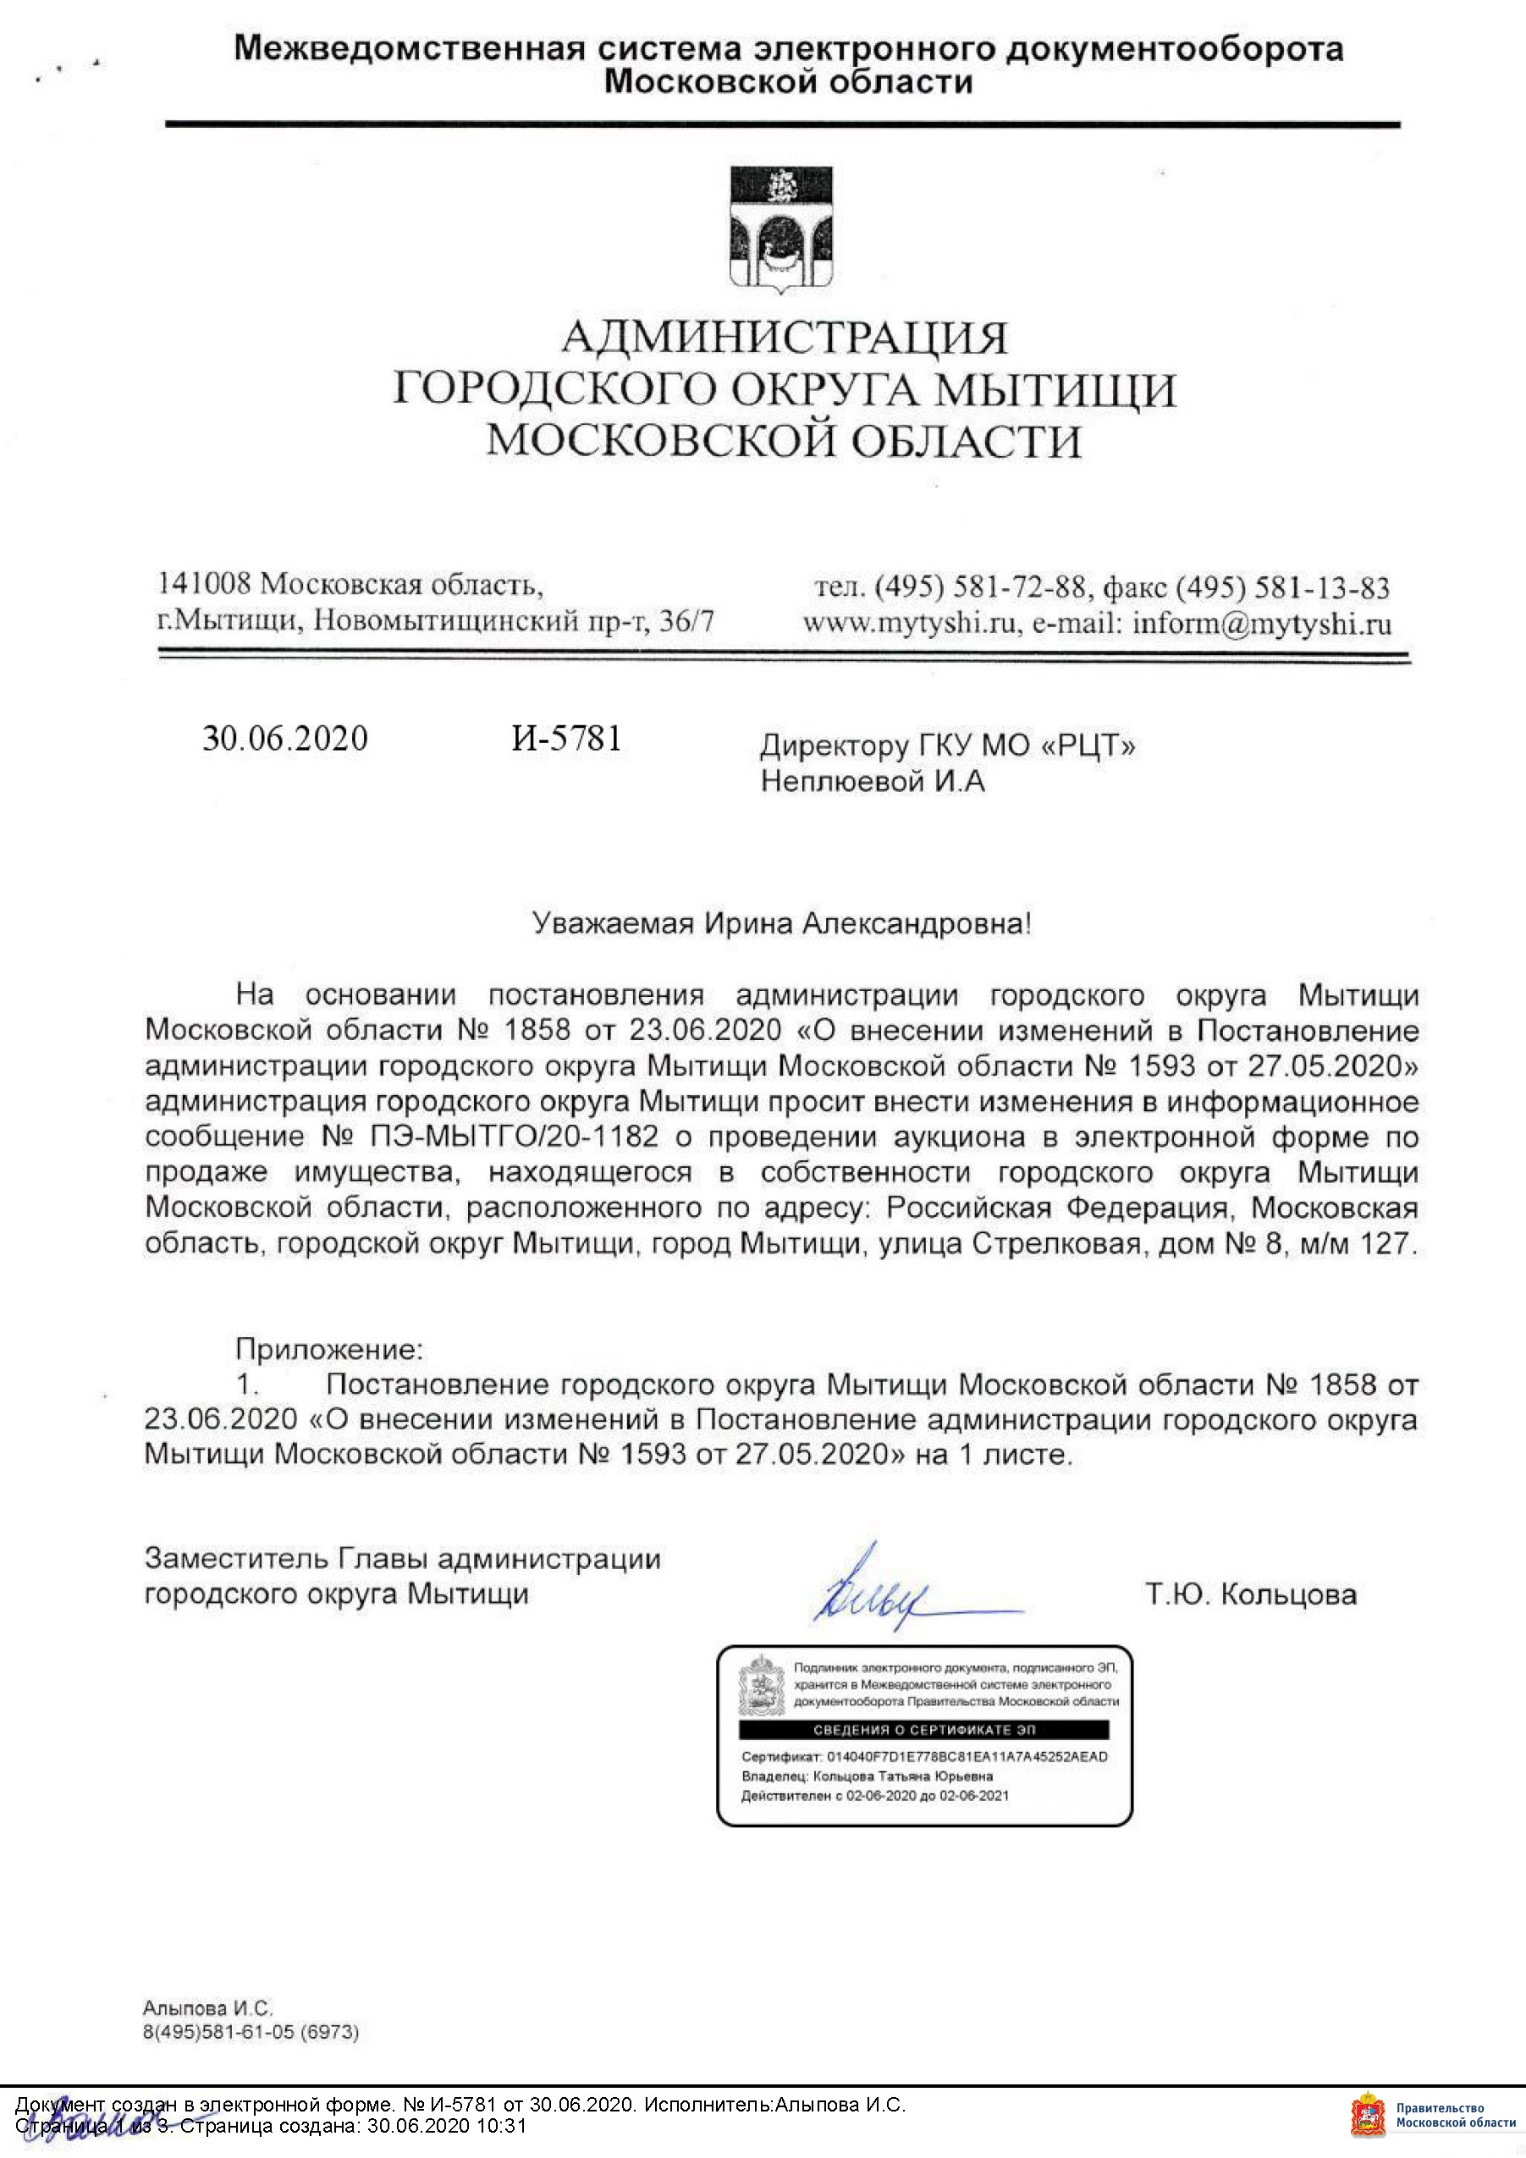 Межведомственная система электронного документооборота
Московской области
АДМИНИСТРАЦИЯ
ГОРОДСКОГО ОКРУГА МЫТИЩИ
МОСКОВСКОЙ ОБЛАСТИ
141008 Московская область,
г.Мытищи, Новомытищинский пр-т, 36/7
тел. (495) 581-72-88, факс (495) 581-13-83
www.mytyshi.ru, e-mail: inform@mytyshi.ru
30.06.2020 И-5781
Директору ГКУ МО «РЦТ»
Неплюевой И.А
Уважаемая Ирина Александровна!
На основании постановления администрации городского округа Мытищи
Московской области № 1858 от 23.06.2020 «О внесении изменений в Постановление
администрации городского округа Мытищи Московской области № 1593 от 27.05.2020»
администрация городского округа Мытищи просит внести изменения в информационное
сообщение № ПЭ-МЫТГО/20-1182 о проведении аукциона в электронной форме по
продаже имущества, находящегося в собственности городского округа Мытищи
Московской области, расположенного по адресу: Российская Федерация, Московская
область, городской округ Мытищи, город Мытищи, улица Стрелковая, дом № 8, м/м 127.
Приложение:
1. Постановление городского округа Мытищи Московской области № 1858 от
23.06.2020 «О внесении изменений в Постановление администрации городского округа
Мытищи Московской области № 1593 от 27.05.2020» на 1 листе.
Заместитель Главы администрации
городского округа Мытищи
Т.Ю. Кольцова
Подлинник электронного документа, подписанного ЭП,
хранится в Межведомственной системе электронного
документооборота Правительства Московской области
СВЕДЕНИЯ О СЕРТИФИКАТЕ ЭП
Сертификат: 014040F7D1E778BC81EA11A7A45252AEAD
Владелец: Кольцова Татьяна Юрьевна
Действителен с 02-06-2020 до 02-06-2021
Алыпова И.С.
8(495)581-61-05 (6973)
Документ создан в электронной форме. № И-5781 от 30.06.2020. Исполнитель:Алыпова И.С.
Страница 1 из 3. Страница создана: 30.06.2020 10:31
Правительство
Московской области